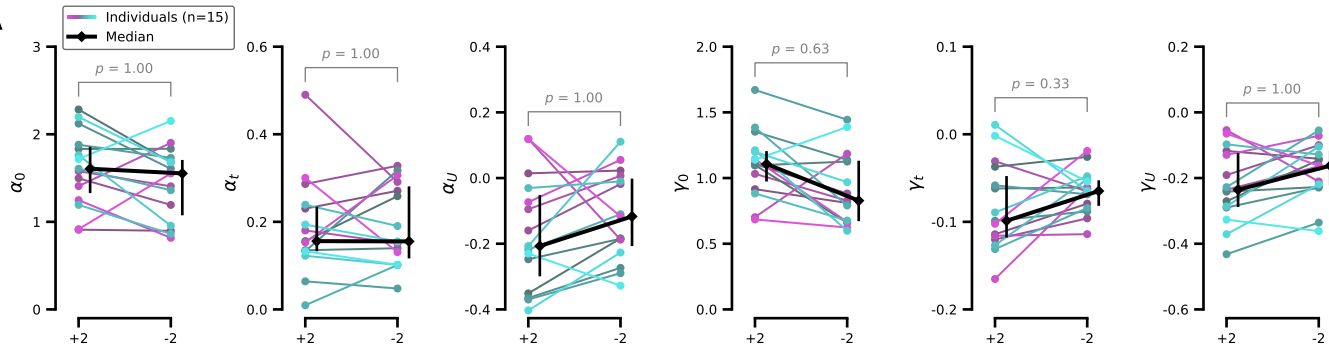 Individuals (n=15)
Median
3
2
1
0
α0
p = 1.00
+2
-2
0.6
0.4
0.2
0.0
αt
p = 1.00
+2
-2
0.4
0.2
0.0
-0.2
-0.4
αU
p = 1.00
+2
-2
2.0
1.5
1.0
0.5
0.0
γ0
p = 0.63
+2
-2
0.1
0.0
-0.1
-0.2
γt
p = 0.33
+2
-2
0.2
0.0
-0.2
-0.4
-0.6
γU
p = 1.00
+2
-2